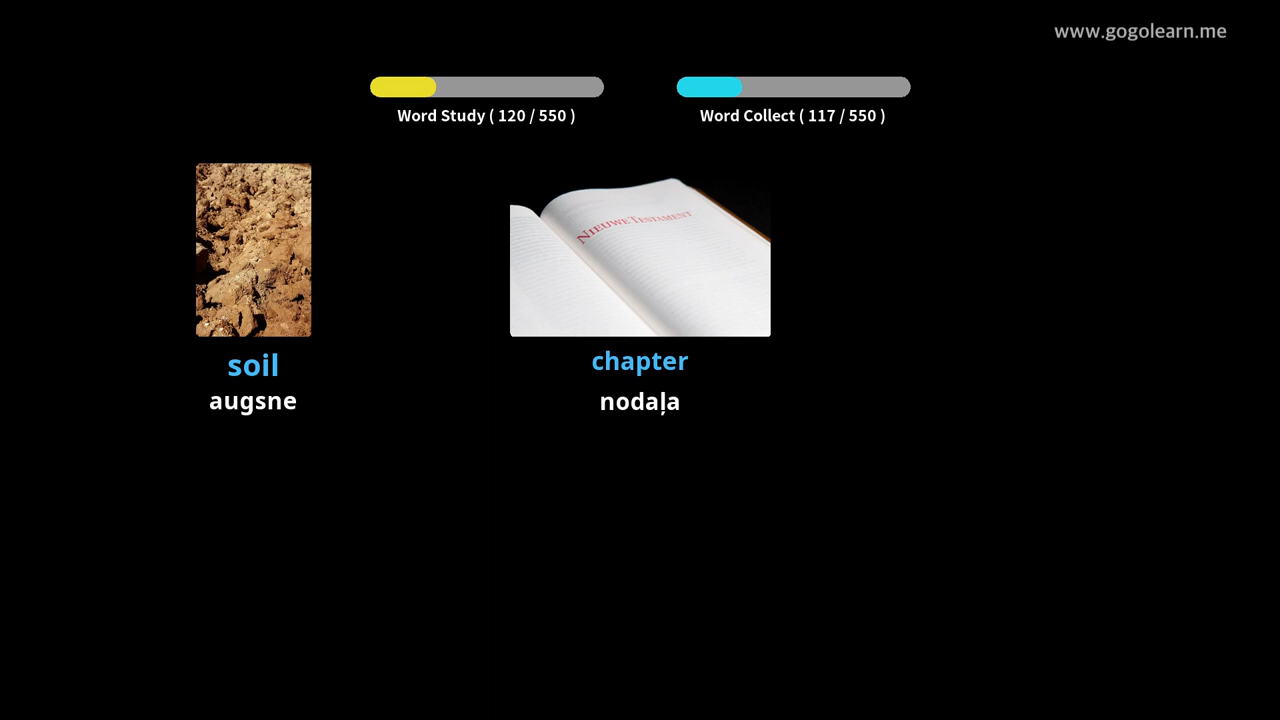 www.gogolearn.me
Word Study ( 120 / 550 )
Word Collect ( 117 / 550 )
NIEUWE TESTAMENT
soil
augsne
chapter
nodaļa